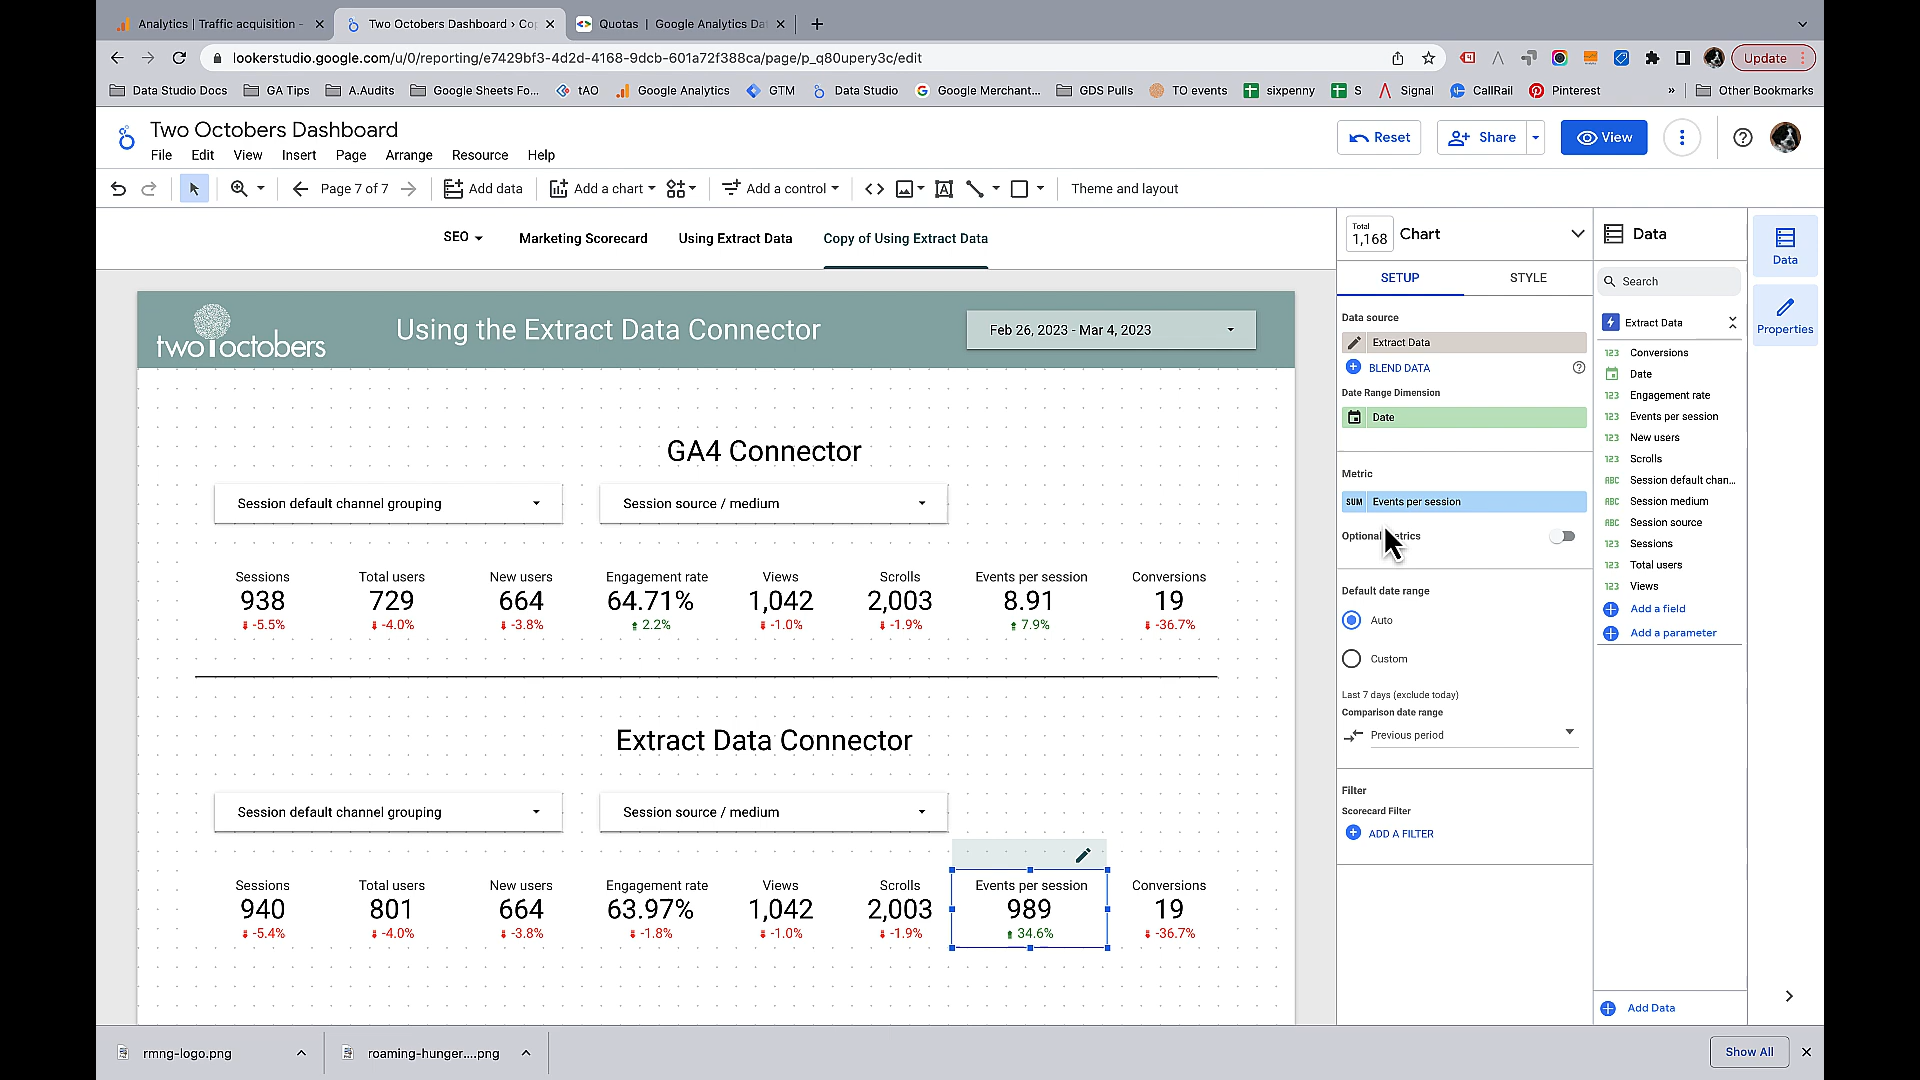 Analytics | Traffic acquisition -
Two Octobers Dashboard › Co
Quotas | Google Analytics Da
lookerstudio.google.com/u/0/reporting/e7429bf3-4d2d-4168-9dcb-601a72f388ca/page/p_q80upery3c/edit
Update
Data Studio Docs
GA Tips
A.Audits
Google Sheets Fo...
tAO
Google Analytics
GTM
Data Studio
Google Merchant...
GDS Pulls
TO events
sixpenny
S
Signal
CallRail
Pinterest
»
Other Bookmarks
Two Octobers Dashboard
Reset
Share
View
File Edit View Insert Page Arrange Resource Help
Page 7 of 7
Add data
Add a chart
Add a control
Theme and layout
SEO
Marketing Scorecard
Using Extract Data
Copy of Using Extract Data
two octobers
Using the Extract Data Connector
Feb 26, 2023 - Mar 4, 2023
GA4 Connector
Session default channel grouping
Session source / medium
Sessions
938
-5.5%
Total users
729
-4.0%
New users
664
-3.8%
Engagement rate
64.71%
2.2%
Views
1,042
-1.0%
Scrolls
2,003
-1.9%
Events per session
8.91
7.9%
Conversions
19
-36.7%
Extract Data Connector
Session default channel grouping
Session source / medium
Sessions
940
-5.4%
Total users
801
-4.0%
New users
664
-3.8%
Engagement rate
63.97%
-1.8%
Views
1,042
-1.0%
Scrolls
2,003
-1.9%
Events per session
989
34.6%
Conversions
19
-36.7%
Total
1,168
Chart
SETUP
STYLE
Data source
Extract Data
BLEND DATA
Date Range Dimension
Date
Metric
SUM Events per session
Optional metrics
Default date range
Auto
Custom
Last 7 days (exclude today)
Comparison date range
Previous period
Filter
Scorecard Filter
ADD A FILTER
Data
Search
Extract Data
123 Conversions
Date
123 Engagement rate
123 Events per session
123 New users
123 Scrolls
ABC Session default chan...
ABC Session medium
ABC Session source
123 Sessions
123 Total users
123 Views
Add a field
Add a parameter
Add Data
Data
Properties
rmng-logo.png
roaming-hunger....png
Show All